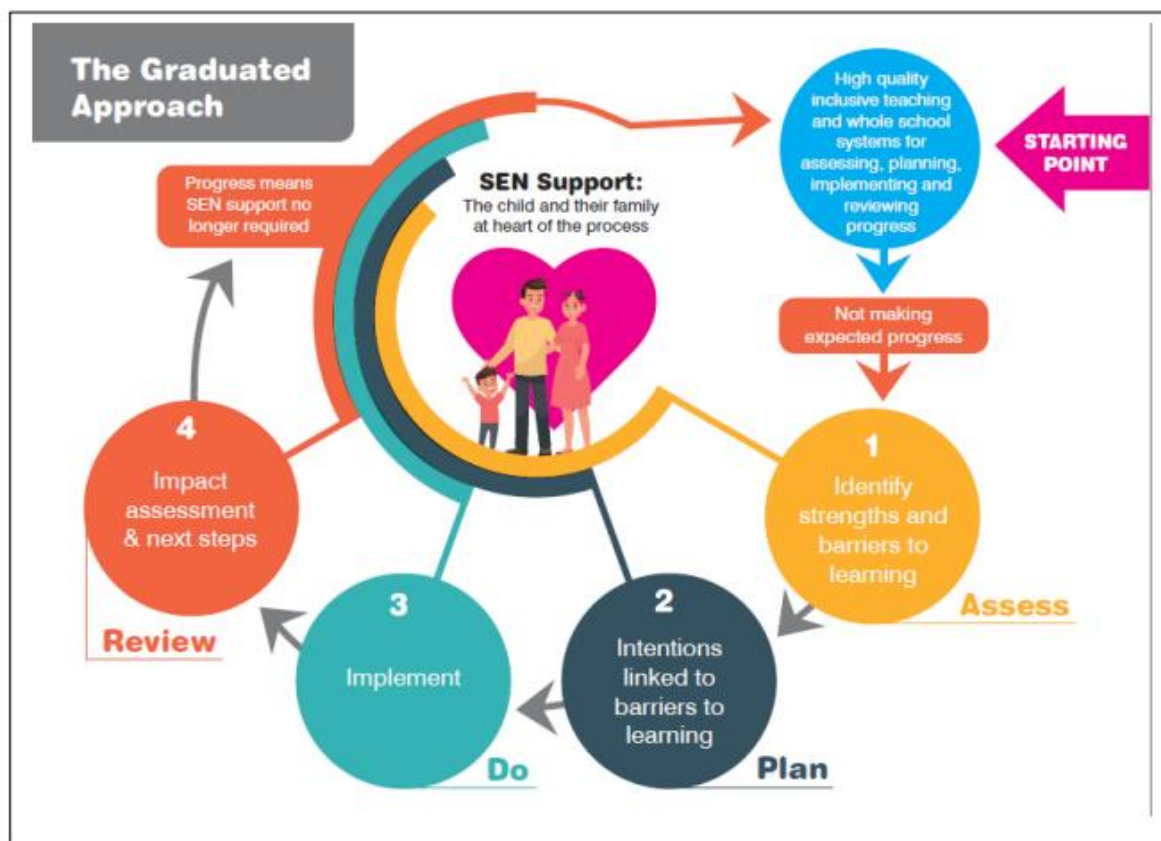 The Graduated
Approach
High quality
inclusive teaching
and whole school
systems for
assessing, planning,
implementing and
reviewing
progress
STARTING
POINT
Progress means
SEN support no
longer required
SEN Support:
The child and their family
at heart of the process
Not making
expected progress
1
Identify
strengths and
barriers to
learning
Assess
2
Intentions
linked to
barriers to
learning
Plan
3
Implement
Do
4
Impact
assessment
& next steps
Review